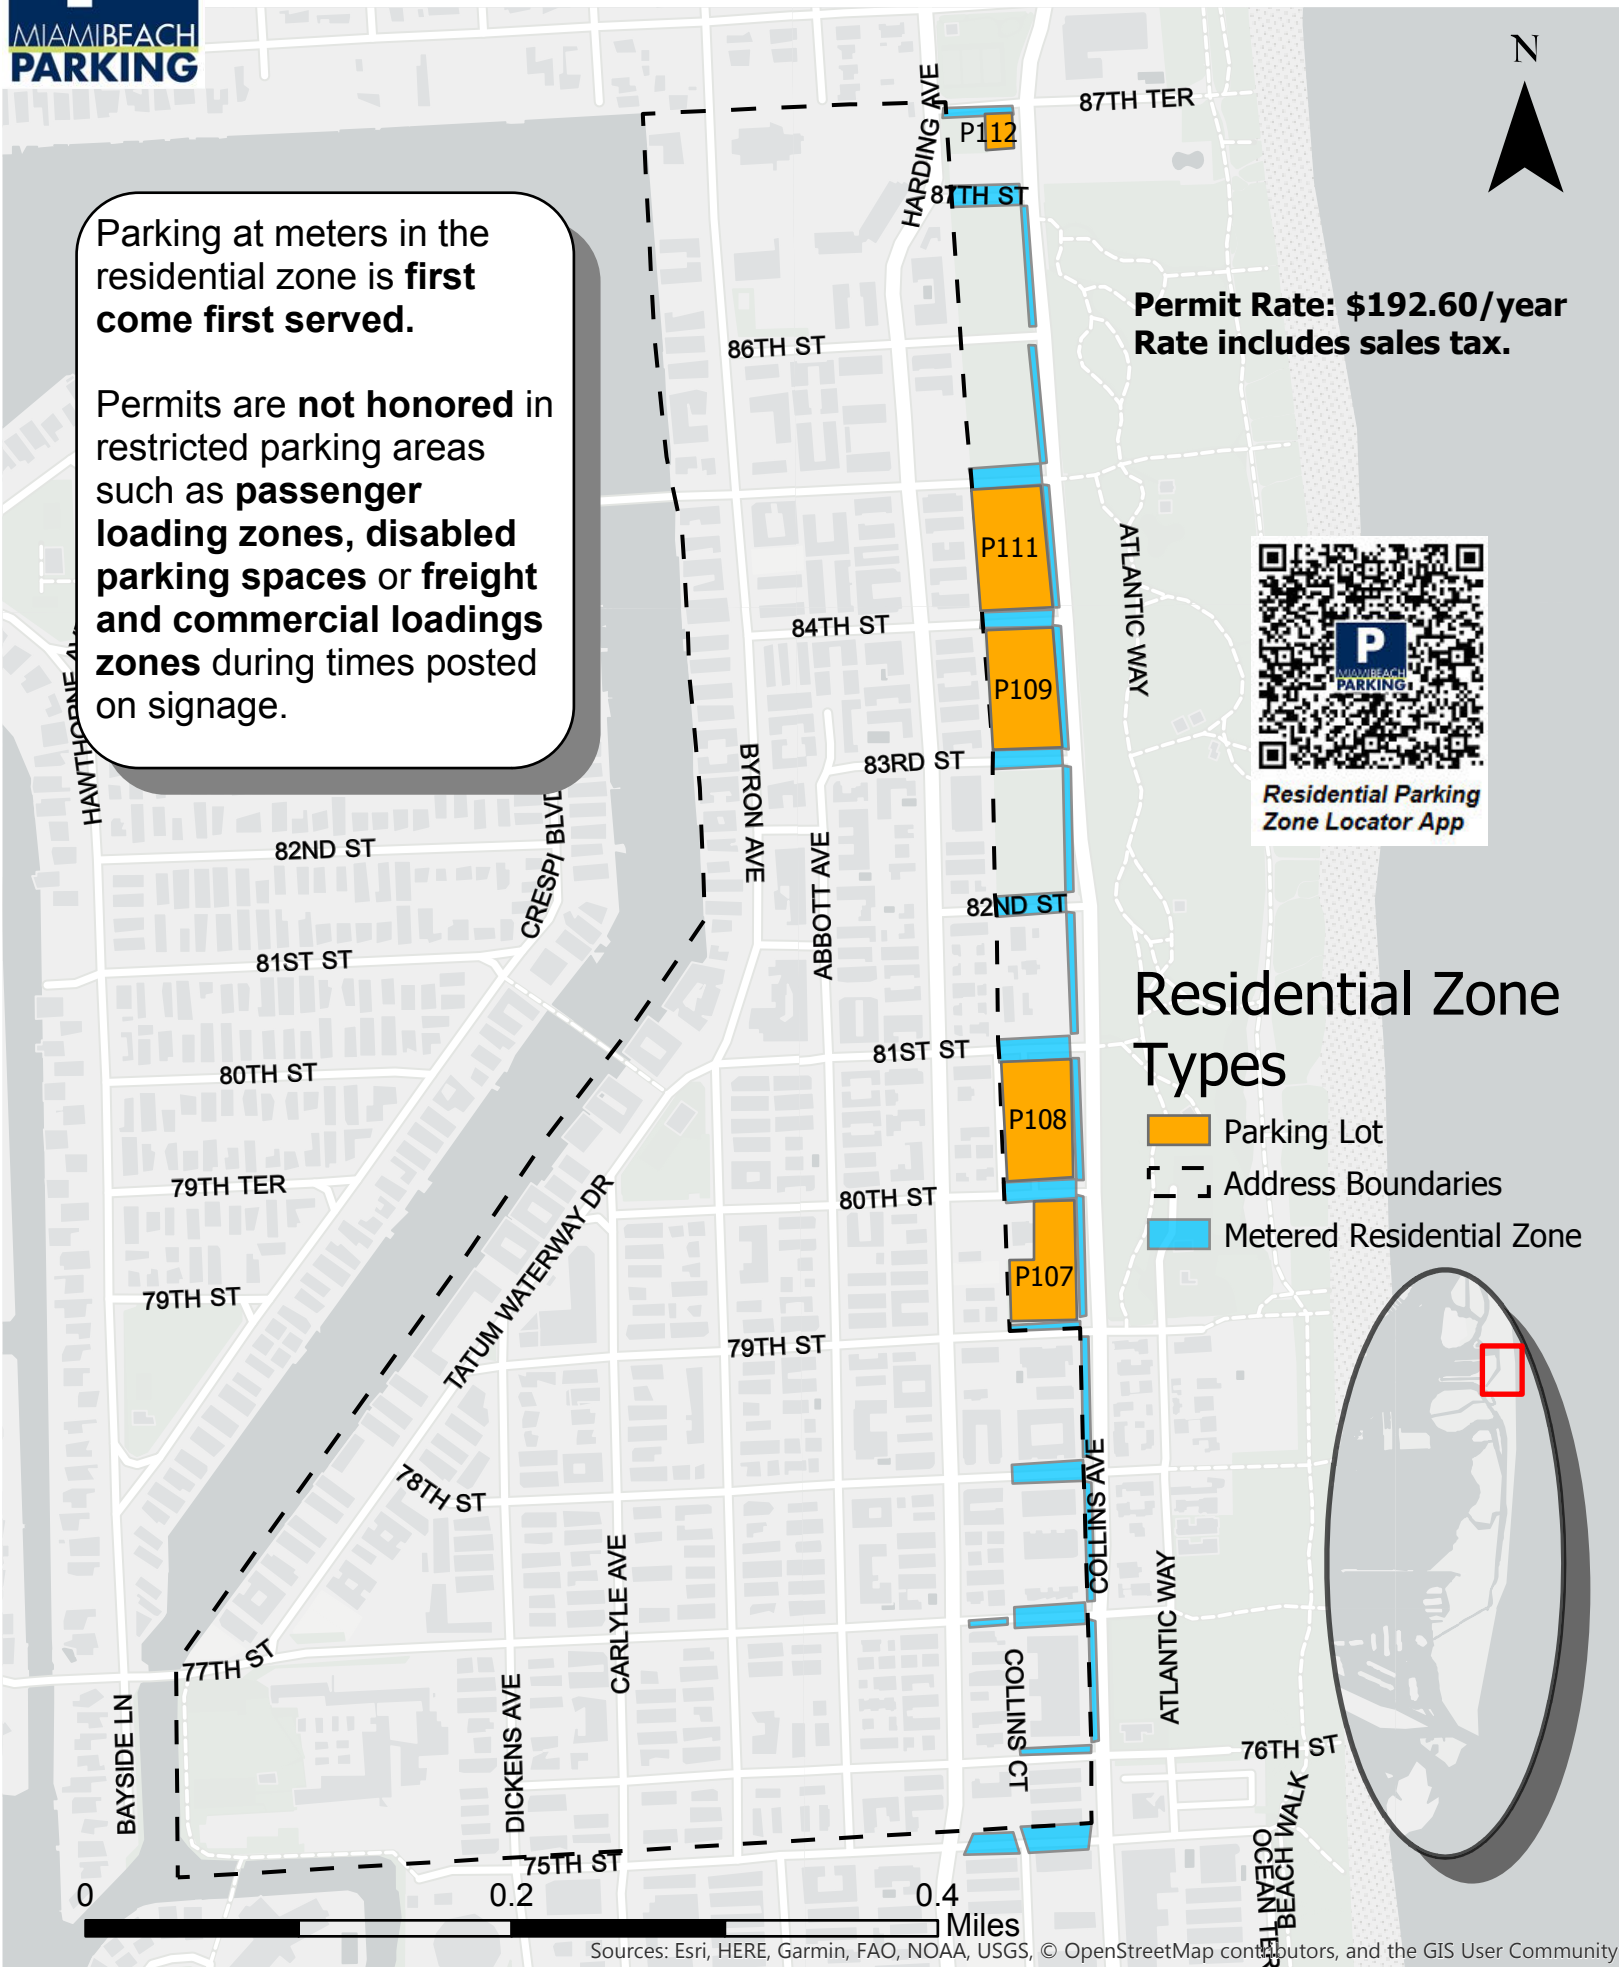 MIAMIBEACH
PARKING
N
87TH TER
HARDING AVE
P112
87TH ST
Parking at meters in the
residential zone is first
come first served.
Permits are not honored in
restricted parking areas
such as passenger
loading zones, disabled
parking spaces or freight
and commercial loadings
zones during times posted
on signage.
Permit Rate: $192.60/year
Rate includes sales tax.
86TH ST
P111
ATLANTIC WAY
84TH ST
P109
P
MIAMIBEACH
PARKING
Residential Parking
Zone Locator App
83RD ST
BYRON AVE
ABBOTT AVE
82ND ST
82ND ST
CRESPI BLVD
81ST ST
81ST ST
80TH ST
P108
79TH TER
80TH ST
P107
79TH ST
79TH ST
TATUM WATERWAY DR
Residential Zone
Types
Parking Lot
Address Boundaries
Metered Residential Zone
78TH ST
COLLINS AVE
CARLYLE AVE
ATLANTIC WAY
77TH ST
COLLINS CT
DICKENS AVE
BAYSIDE LN
76TH ST
BEACH WALK
75TH ST
0 0.2 0.4
Miles
Sources: Esri, HERE, Garmin, FAO, NOAA, USGS, © OpenStreetMap contributors, and the GIS User Community